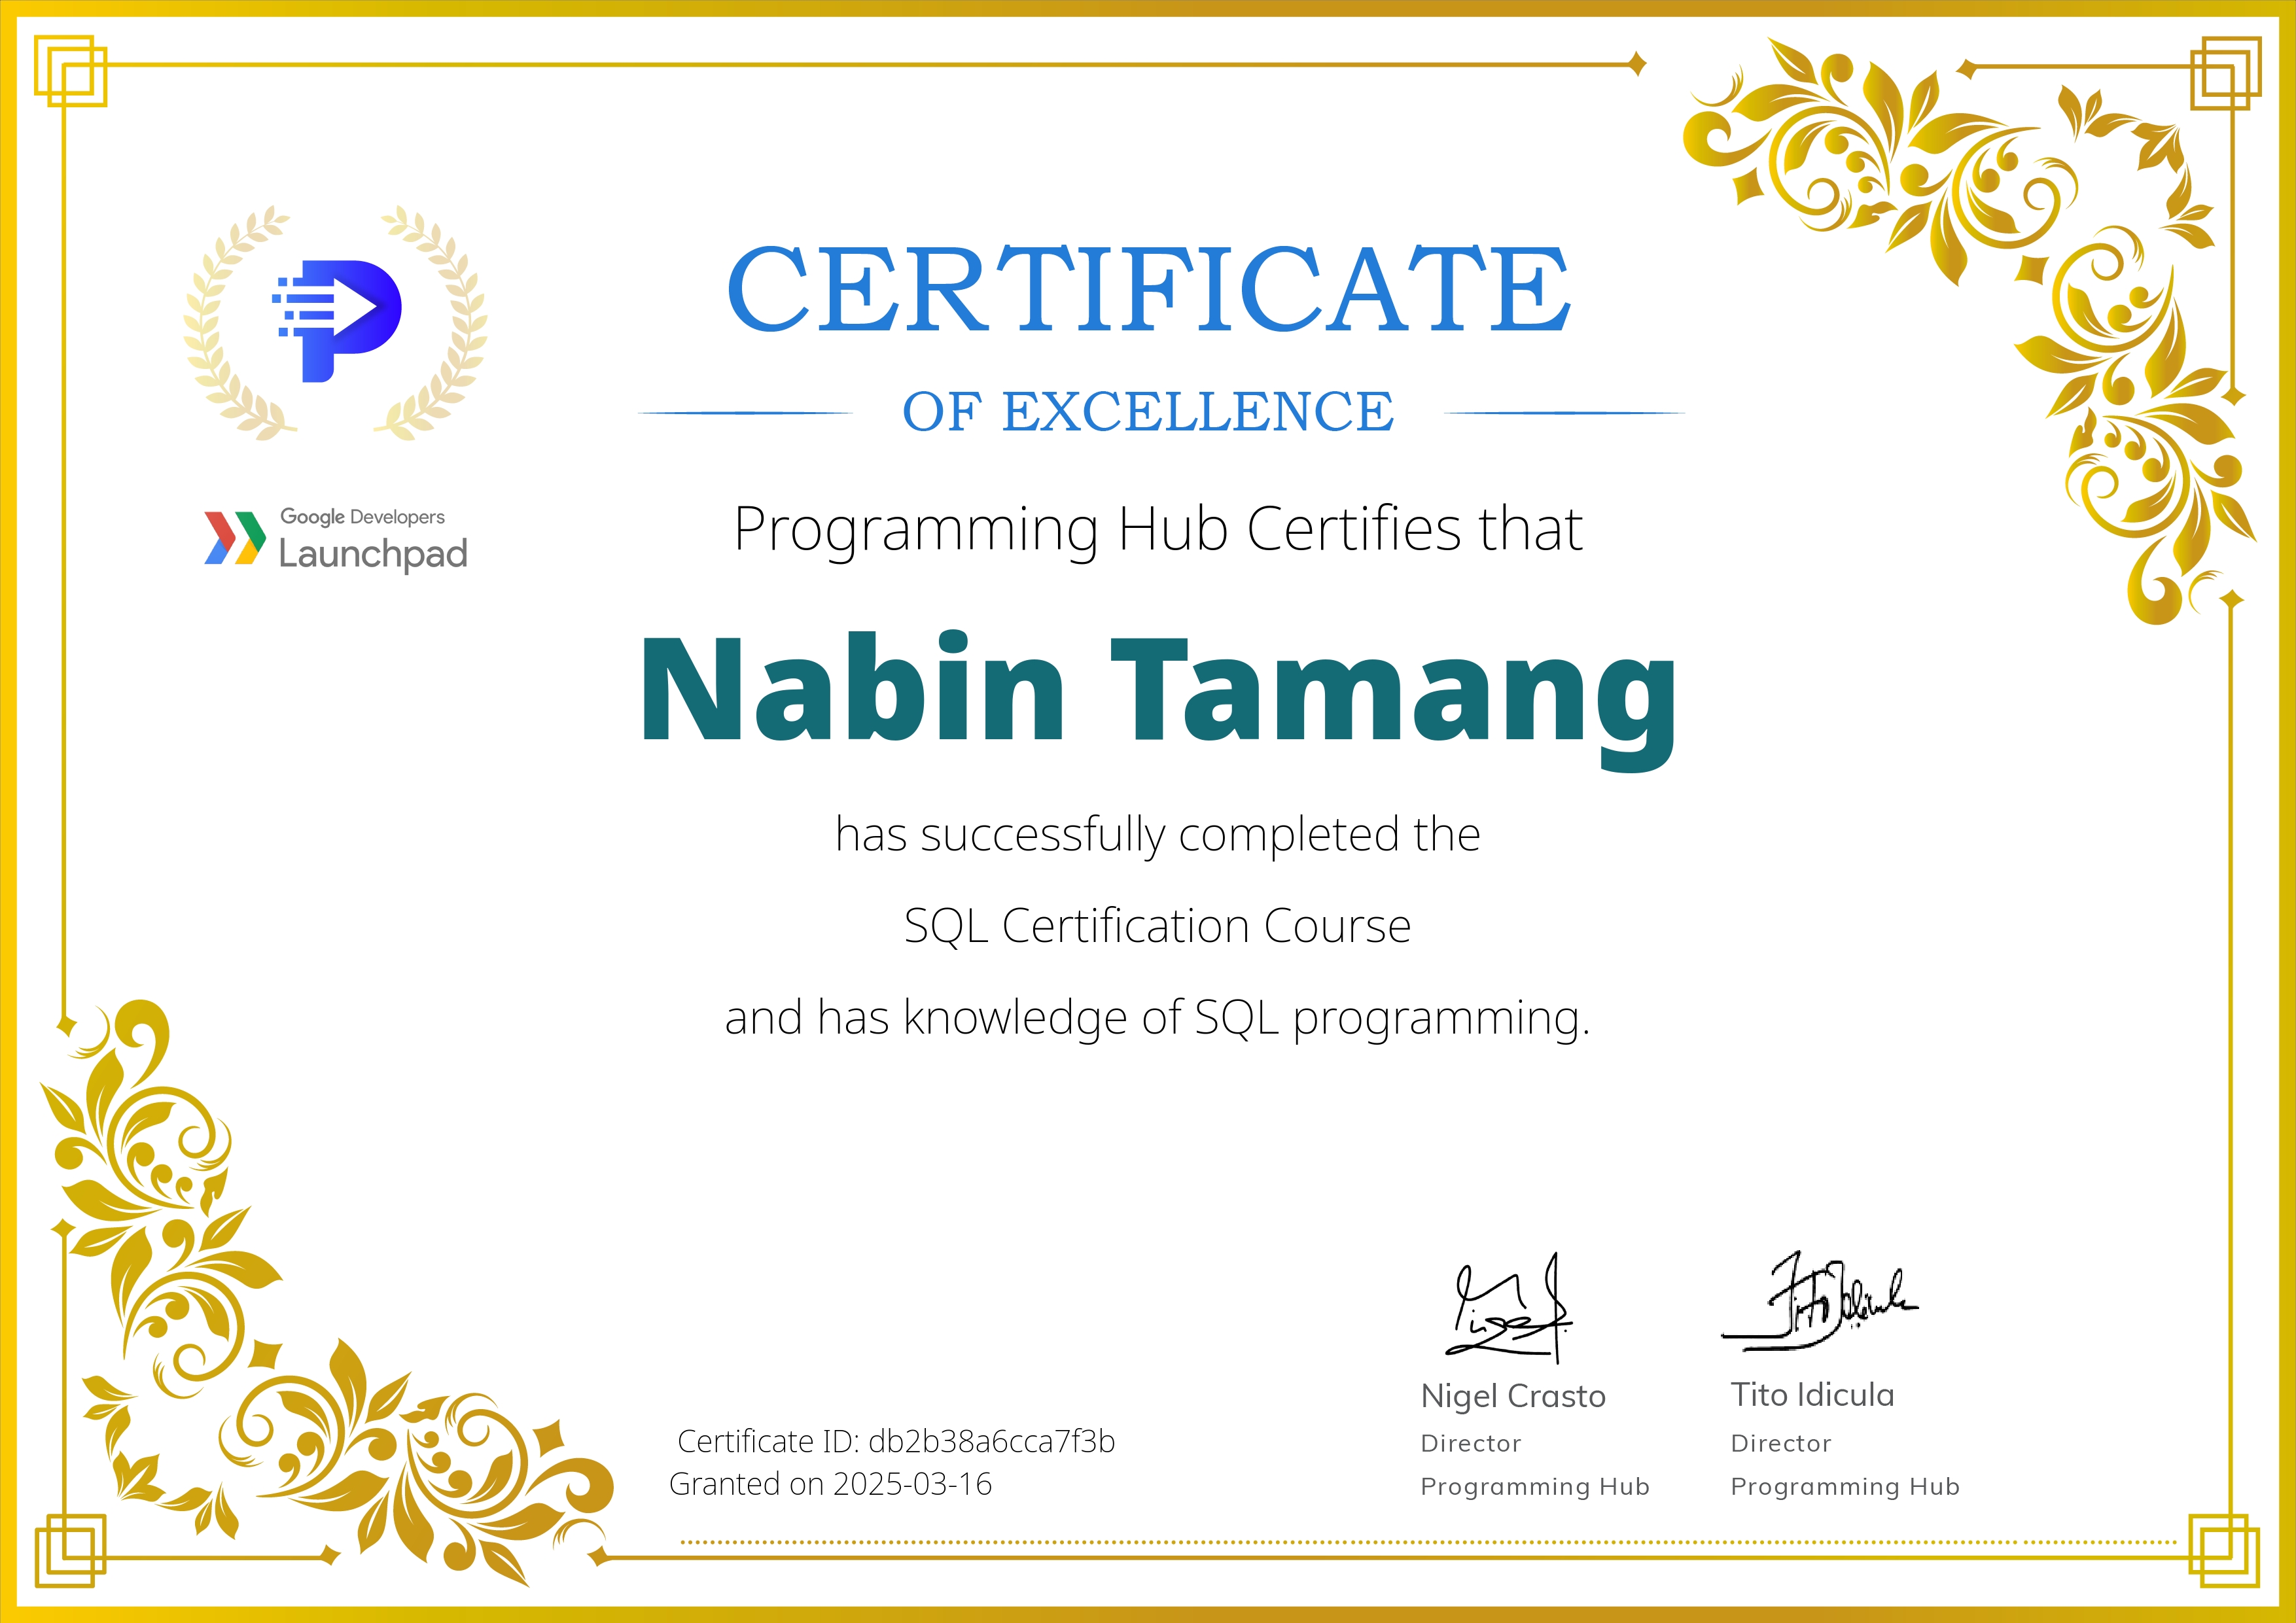 CERTIFICATE
OF EXCELLENCE
Google Developers
Launchpad
Programming Hub Certifies that
Nabin Tamang
has successfully completed the
SQL Certification Course
and has knowledge of SQL programming.
Nigel Crasto
Director
Programming Hub
Tito Idicula
Director
Programming Hub
Certificate ID: db2b38a6cca7f3b
Granted on 2025-03-16